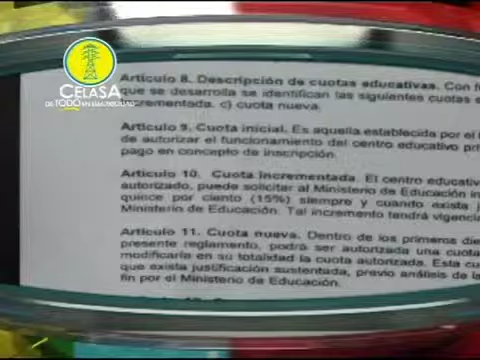 CELASA
DE TODO EN ELECTRICIDAD
Artículo 8. Descripción de cuotas educativas. Con
que se desarrolla se identifican las siguientes cuotas
incrementada. c) cuota nueva.
Artículo 9. Cuota inicial. Es aquella establecida por el
de autorizar el funcionamiento del centro educativo
pago en concepto de inscripción.
Artículo 10. Cuota incrementada. El centro
autorizado, puede solicitar al Ministerio de Educación
quince por ciento (15%) siempre y cuando exista
Ministerio de Educación. Tal incremento tendrá
Artículo 11. Cuota nueva. Dentro de los primeros
presente reglamento, podrá ser autorizada una
modificaría en su totalidad la cuota autorizada. Esta
que exista justificación sustentada, previo análisis de
fin por el Ministerio de Educación.